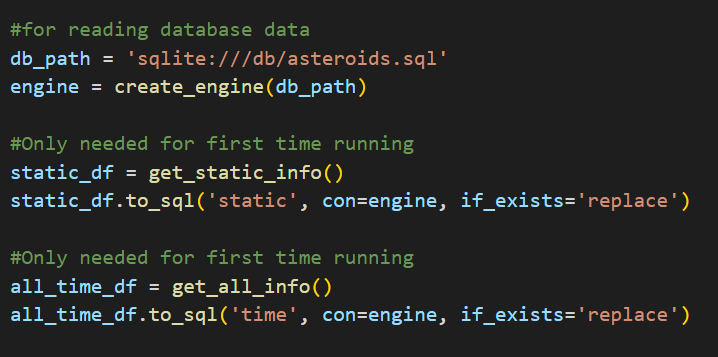 #for reading database data
db_path = 'sqlite:///db/asteroids.sql'
engine = create_engine(db_path)
#Only needed for first time running
static_df = get_static_info()
static_df.to_sql('static', con=engine, if_exists='replace')
#Only needed for first time running
all_time_df = get_all_info()
all_time_df.to_sql('time', con=engine, if_exists='replace')